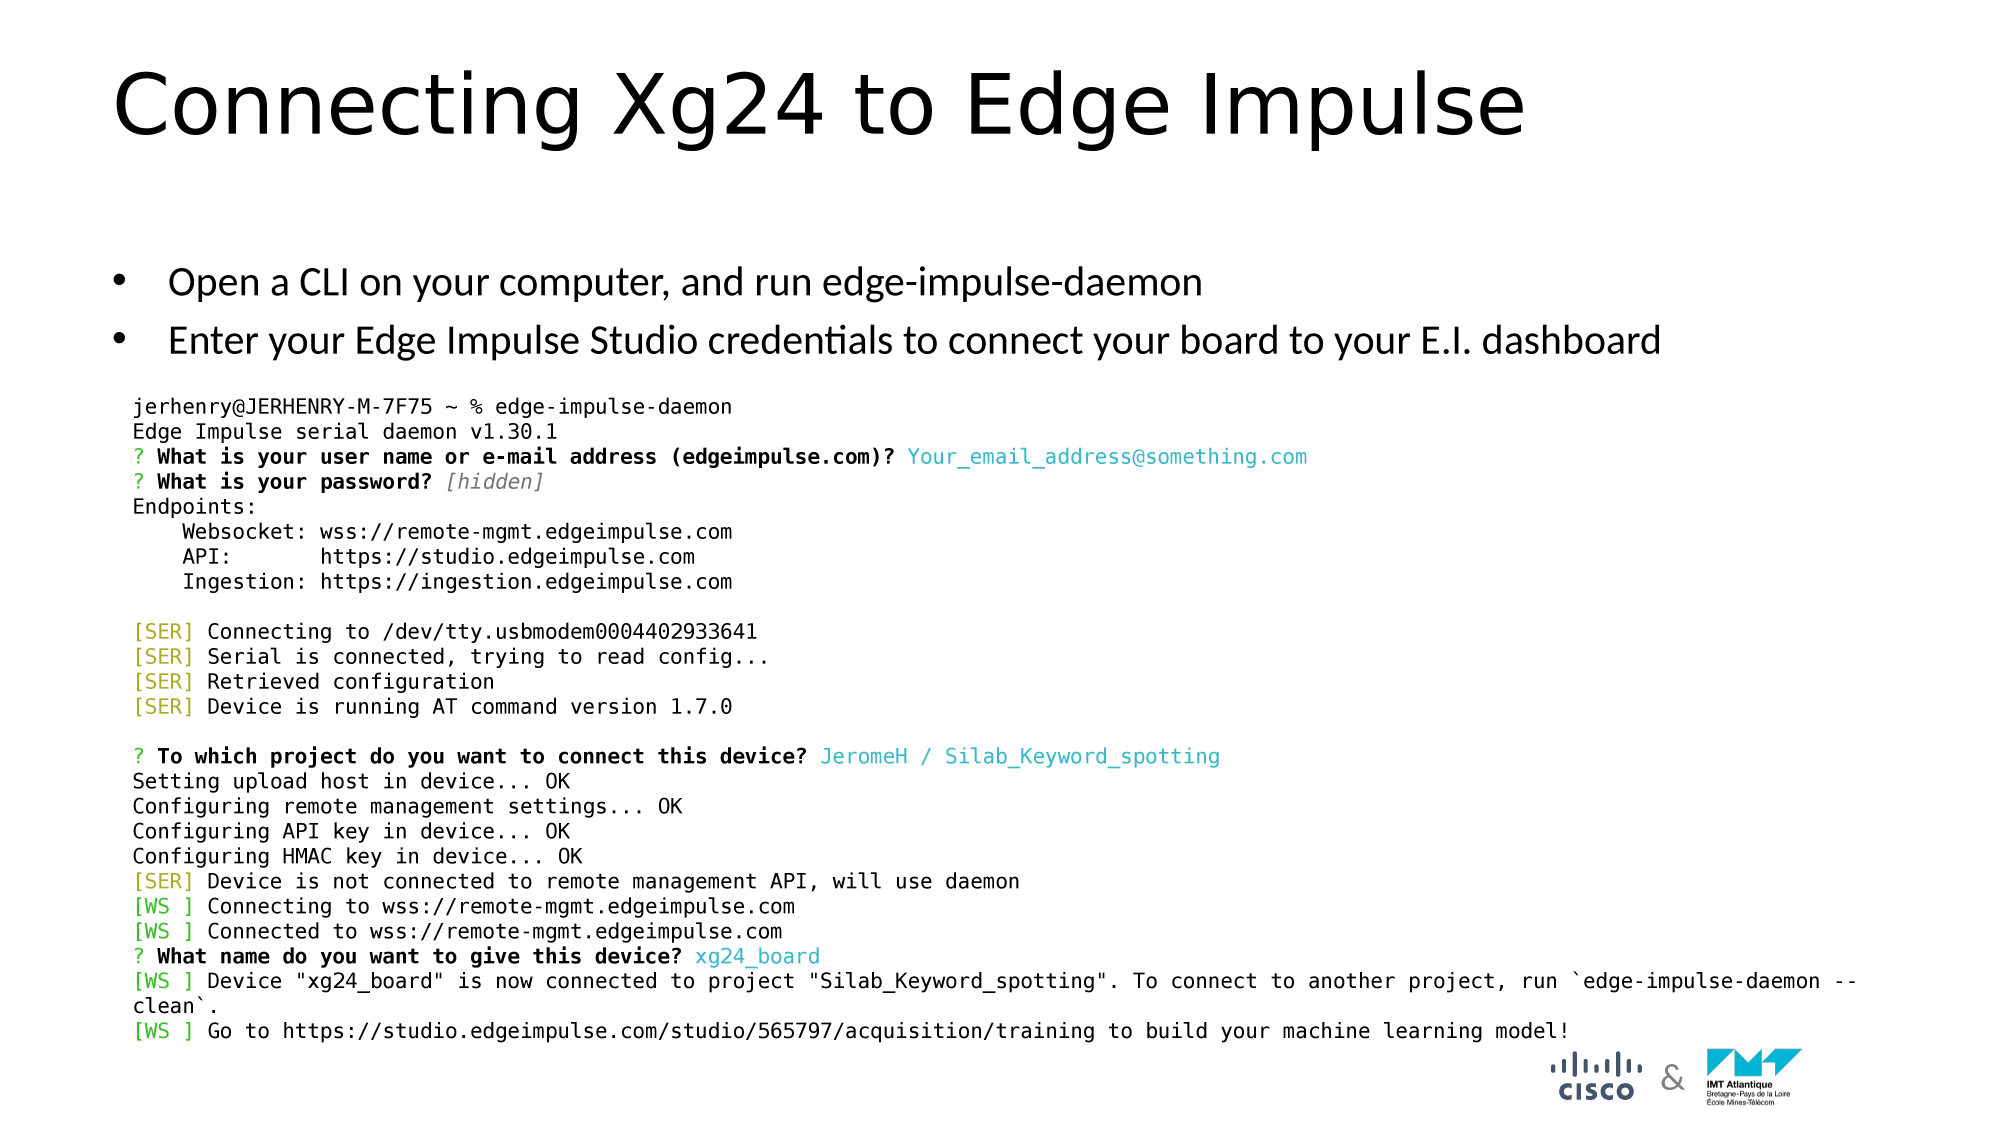 Connecting Xg24 to Edge Impulse
• Open a CLI on your computer, and run edge-impulse-daemon
• Enter your Edge Impulse Studio credentials to connect your board to your E.I. dashboard
jerhenry@JERHENRY-M-7F75 ~ % edge-impulse-daemon
Edge Impulse serial daemon v1.30.1
? What is your user name or e-mail address (edgeimpulse.com)? Your_email_address@something.com
? What is your password? [hidden]
Endpoints:
    Websocket: wss://remote-mgmt.edgeimpulse.com
    API:       https://studio.edgeimpulse.com
    Ingestion: https://ingestion.edgeimpulse.com
[SER] Connecting to /dev/tty.usbmodem0004402933641
[SER] Serial is connected, trying to read config...
[SER] Retrieved configuration
[SER] Device is running AT command version 1.7.0
? To which project do you want to connect this device? JeromeH / Silab_Keyword_spotting
Setting upload host in device... OK
Configuring remote management settings... OK
Configuring API key in device... OK
Configuring HMAC key in device... OK
[SER] Device is not connected to remote management API, will use daemon
[WS ] Connecting to wss://remote-mgmt.edgeimpulse.com
[WS ] Connected to wss://remote-mgmt.edgeimpulse.com
? What name do you want to give this device? xg24_board
[WS ] Device "xg24_board" is now connected to project "Silab_Keyword_spotting". To connect to another project, run `edge-impulse-daemon --
clean`.
[WS ] Go to https://studio.edgeimpulse.com/studio/565797/acquisition/training to build your machine learning model!
CISCO & IMT Atlantique
Bretagne-Pays de la Loire
École Mines-Télécom